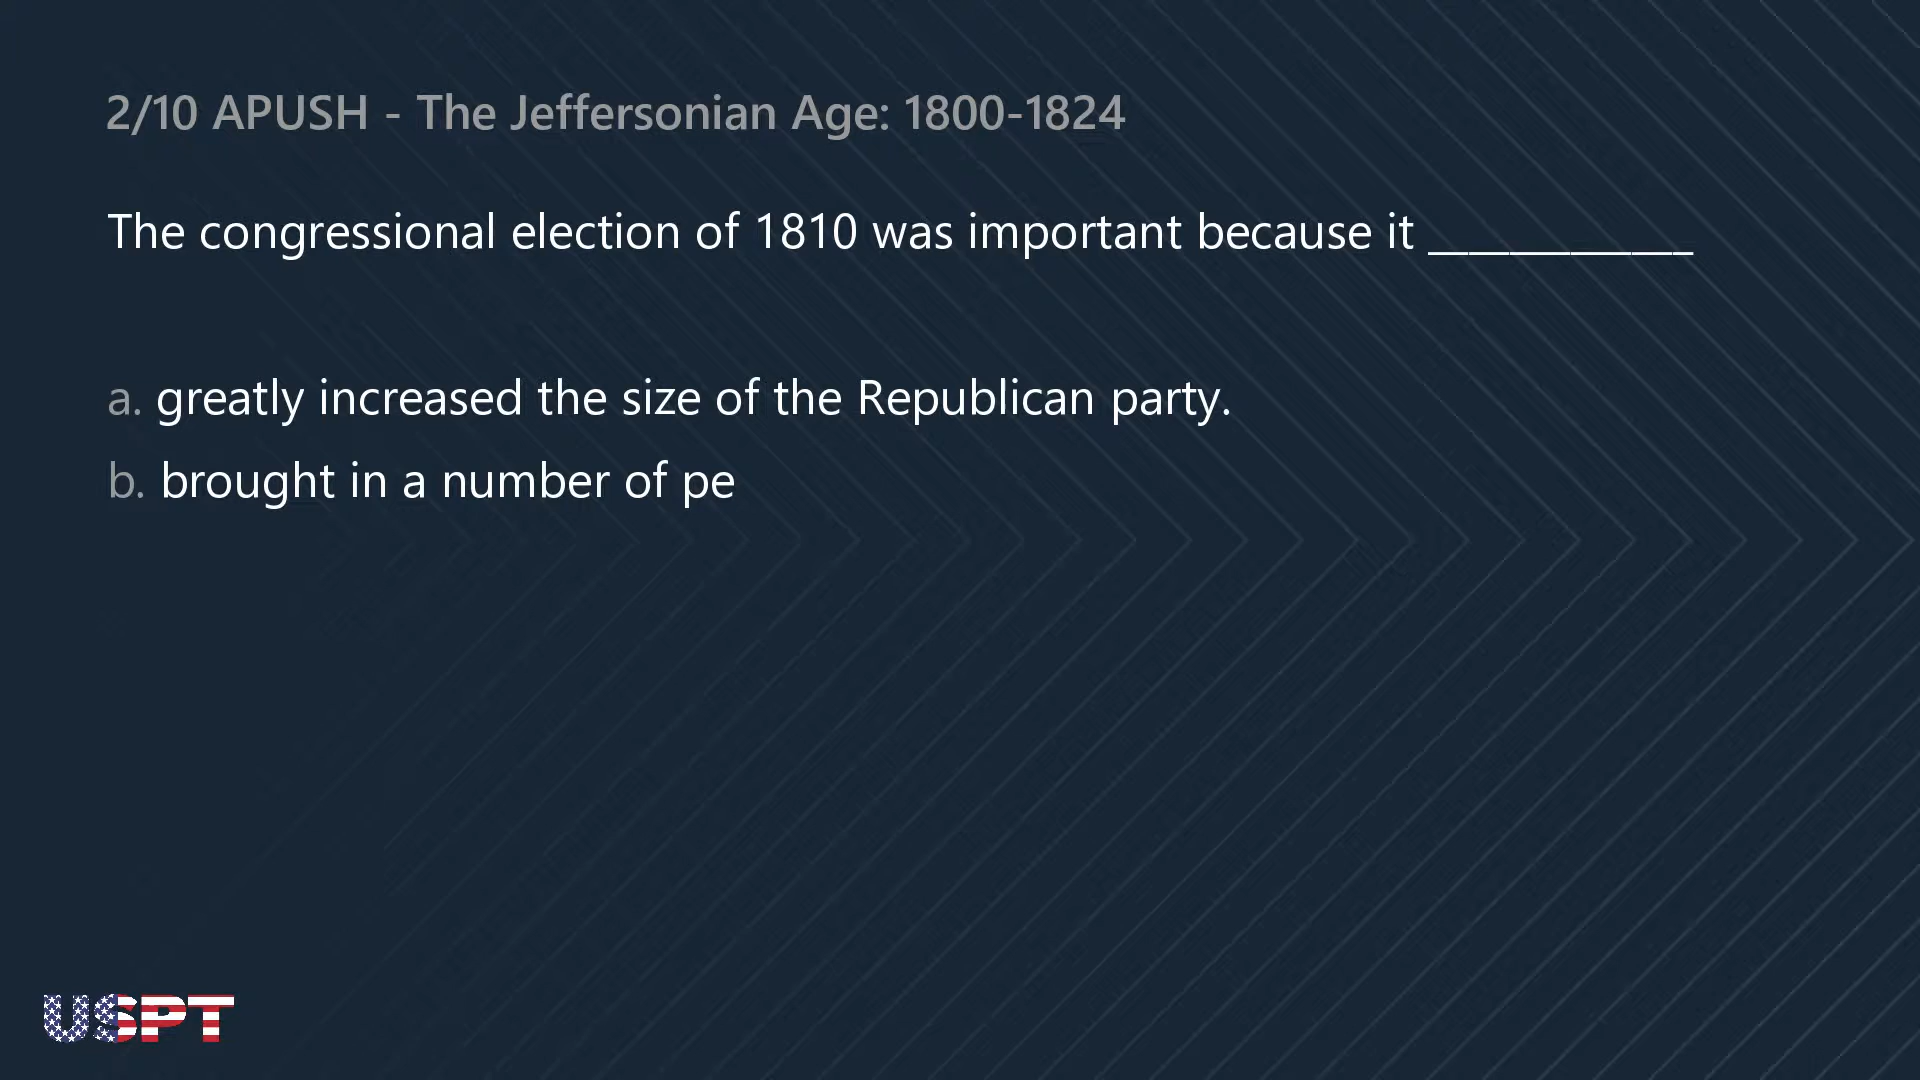 2/10 APUSH - The Jeffersonian Age: 1800-1824
The congressional election of 1810 was important because it _____________
a. greatly increased the size of the Republican party.
b. brought in a number of pe
USPT